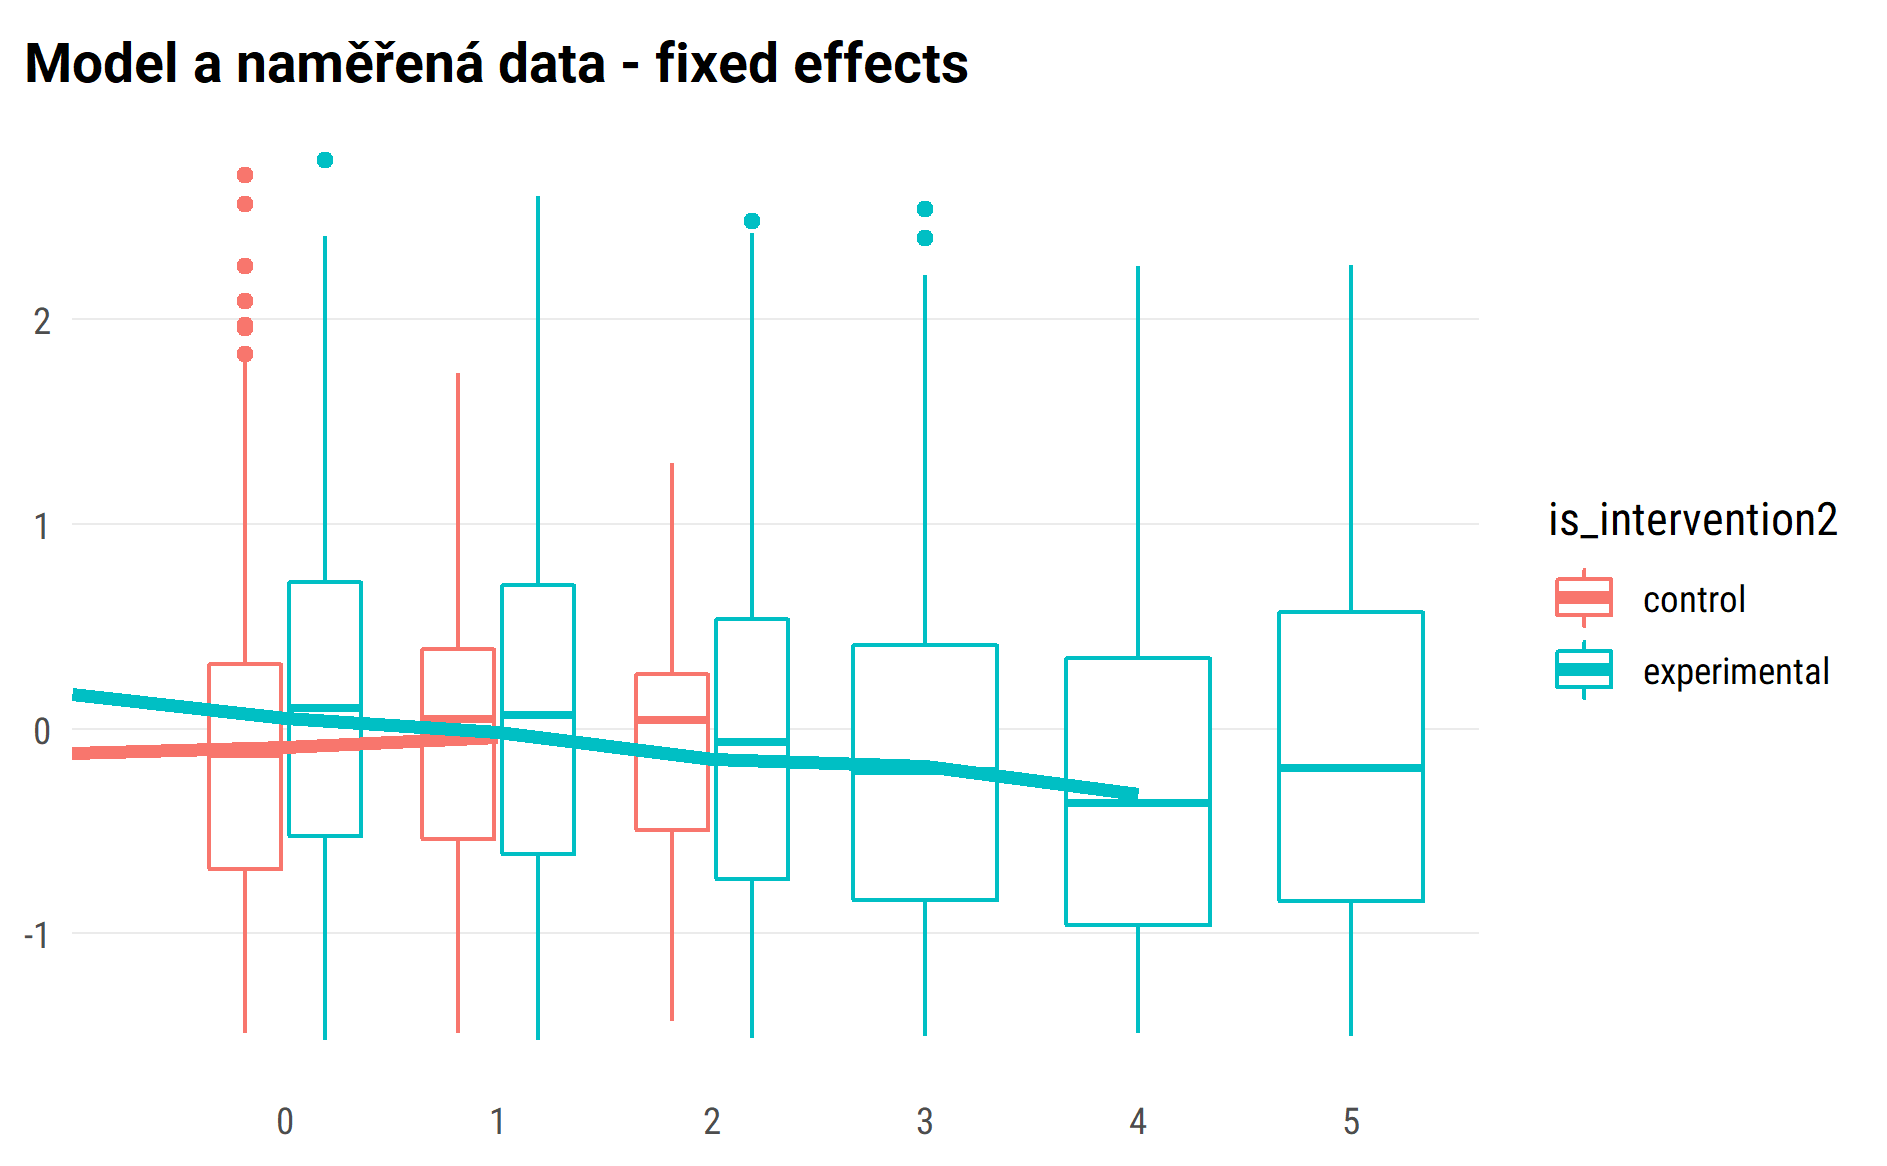 Model a naměřená data - fixed effects
2
1
0
-1
0 1 2 3 4 5
is_intervention2
control
experimental